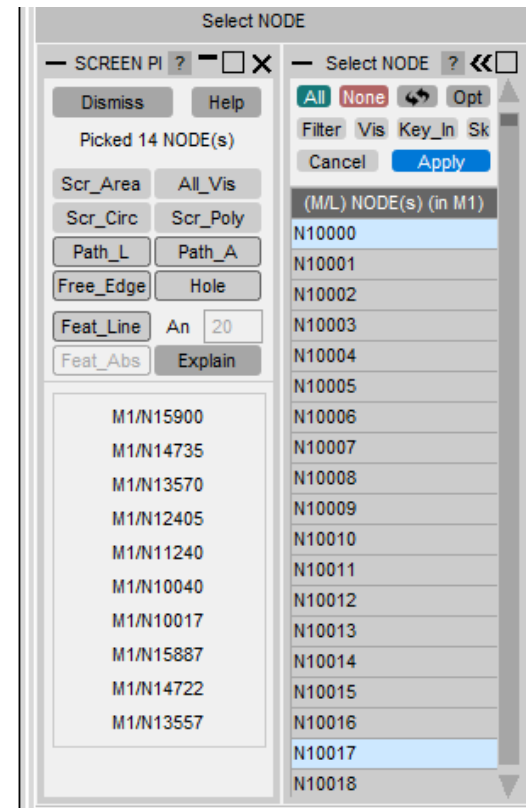 Select NODE
SCREEN PI ?
Dismiss Help
Picked 14 NODE(s)
Scr_Area All_Vis
Scr_Circ Scr_Poly
Path_L Path_A
Free_Edge Hole
Feat_Line An 20
Feat_Abs Explain
M1/N15900
M1/N14735
M1/N13570
M1/N12405
M1/N11240
M1/N10040
M1/N10017
M1/N15887
M1/N14722
M1/N13557
Select NODE ?
All None Opt
Filter Vis Key_In Sk
Cancel Apply
(M/L) NODE(s) (in M1)
N10000
N10001
N10002
N10003
N10004
N10005
N10006
N10007
N10008
N10009
N10010
N10011
N10012
N10013
N10014
N10015
N10016
N10017
N10018